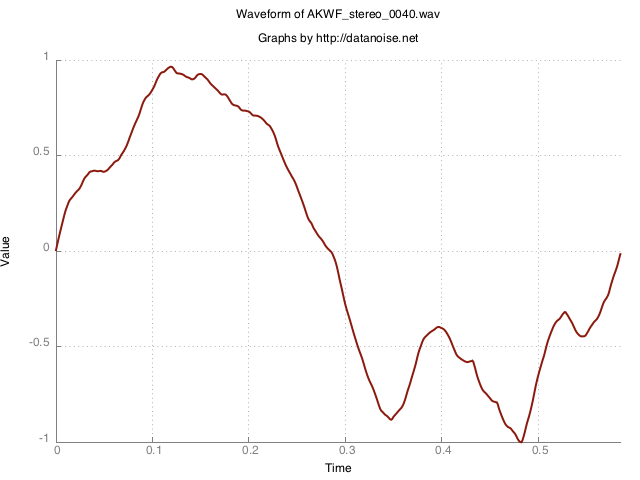 Waveform of AKWF_stereo_0040.wav
Graphs by http://datanoise.net
1
0.5
0
-0.5
-1
Value
0 0.1 0.2 0.3 0.4 0.5
Time